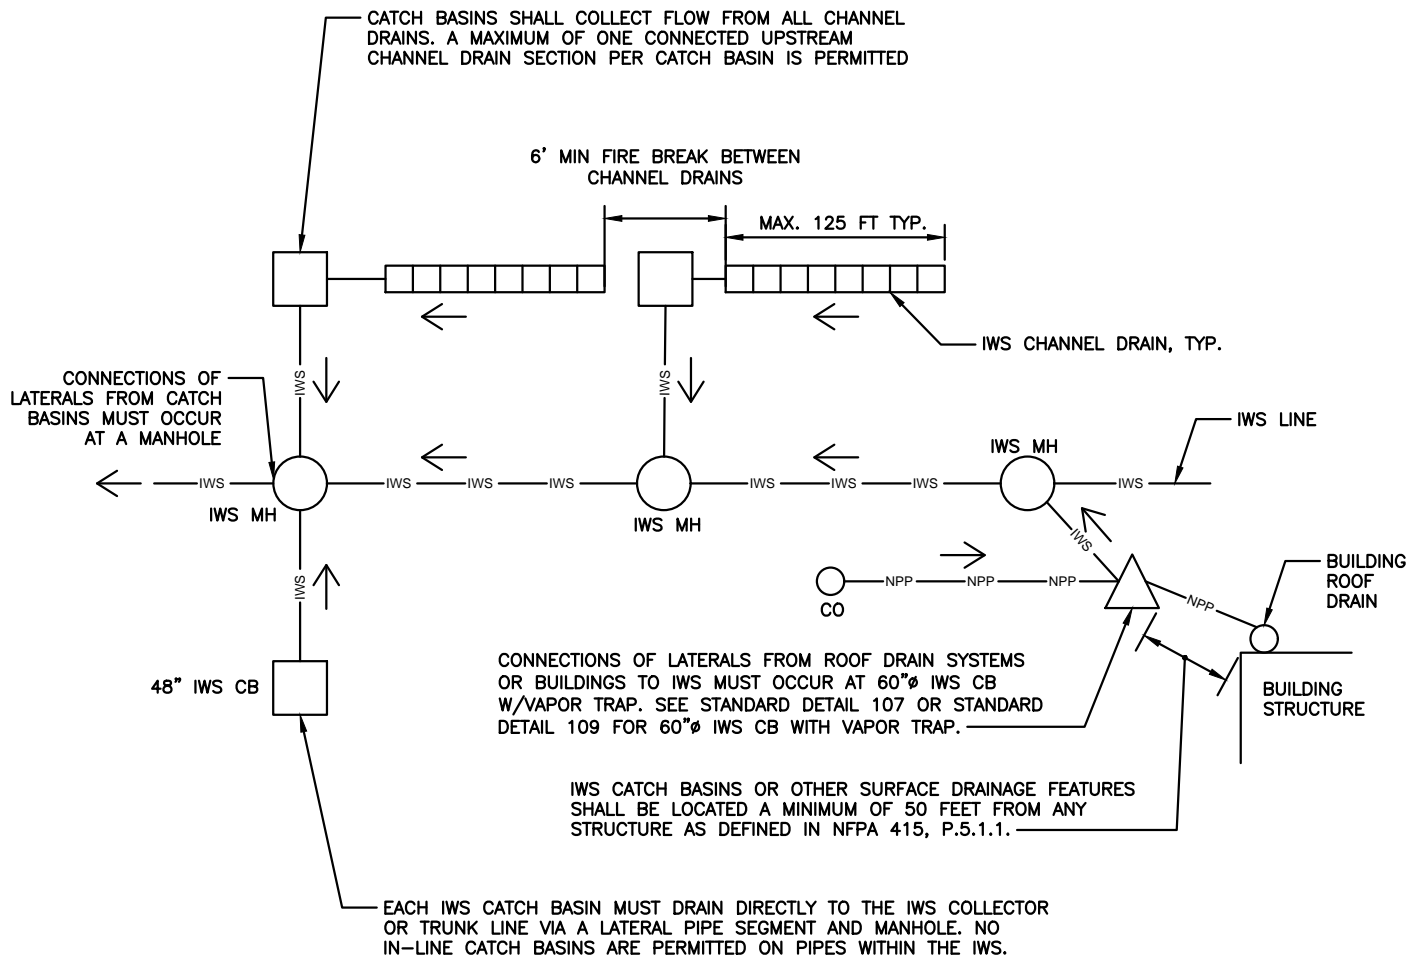 CATCH BASINS SHALL COLLECT FLOW FROM ALL CHANNEL
DRAINS. A MAXIMUM OF ONE CONNECTED UPSTREAM
CHANNEL DRAIN SECTION PER CATCH BASIN IS PERMITTED
6' MIN FIRE BREAK BETWEEN
CHANNEL DRAINS
MAX. 125 FT TYP.
IWS CHANNEL DRAIN, TYP.
CONNECTIONS OF
LATERALS FROM CATCH
BASINS MUST OCCUR
AT A MANHOLE
IWS
IWS
IWS LINE
IWS MH
IWS
IWS
IWS
IWS
IWS
IWS
IWS
IWS
IWS MH
IWS MH
IWS
IWS
BUILDING
ROOF
DRAIN
NPP
NPP
NPP
NPP
CO
CONNECTIONS OF LATERALS FROM ROOF DRAIN SYSTEMS
OR BUILDINGS TO IWS MUST OCCUR AT 60"ø IWS CB
W/VAPOR TRAP. SEE STANDARD DETAIL 107 OR STANDARD
DETAIL 109 FOR 60"ø IWS CB WITH VAPOR TRAP.
48" IWS CB
BUILDING
STRUCTURE
IWS CATCH BASINS OR OTHER SURFACE DRAINAGE FEATURES
SHALL BE LOCATED A MINIMUM OF 50 FEET FROM ANY
STRUCTURE AS DEFINED IN NFPA 415, P.5.1.1.
EACH IWS CATCH BASIN MUST DRAIN DIRECTLY TO THE IWS COLLECTOR
OR TRUNK LINE VIA A LATERAL PIPE SEGMENT AND MANHOLE. NO
IN-LINE CATCH BASINS ARE PERMITTED ON PIPES WITHIN THE IWS.